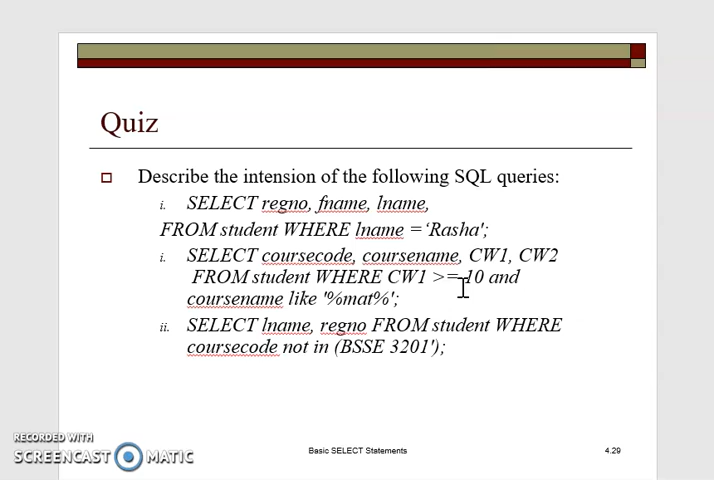 Quiz
Describe the intension of the following SQL queries:
i. SELECT regno, fname, lname,
FROM student WHERE lname =‘Rasha';
i. SELECT coursecode, coursename, CW1, CW2
FROM student WHERE CW1 >= 10 and
coursename like '%mat%';
ii. SELECT lname, regno FROM student WHERE
coursecode not in (BSSE 3201');
RECORDED WITH
SCREENCAST MATIC
Basic SELECT Statements
4.29